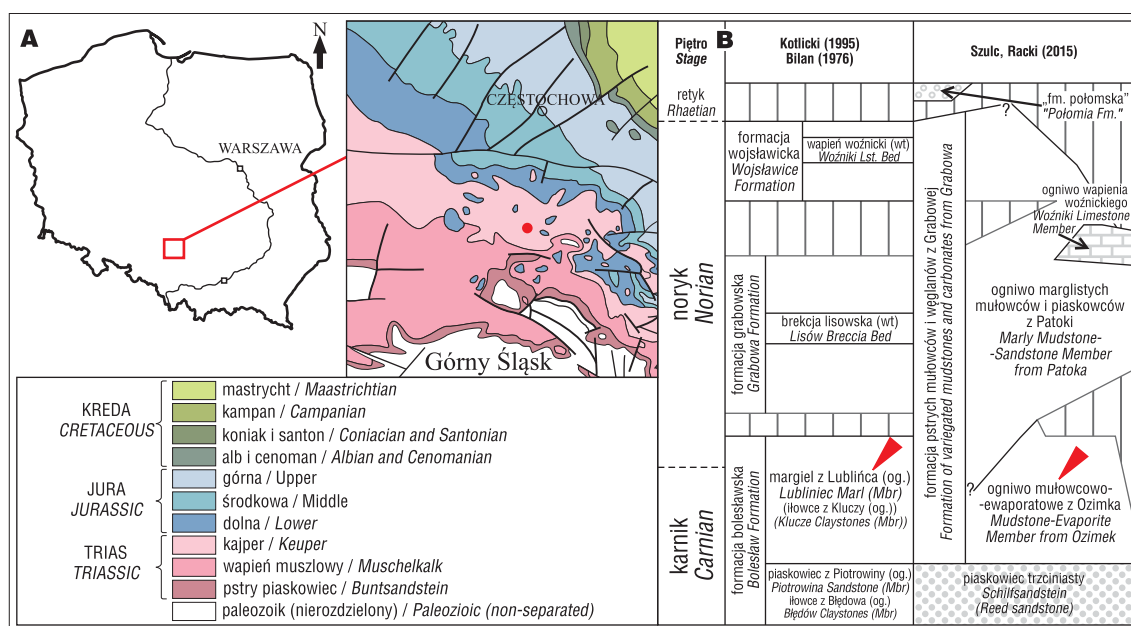 A
N
WARSZAWA
CZĘSTOCHOWA
Górny Śląsk
KREDA
CRETACEOUS
mastrycht / Maastrichtian
kampan / Campanian
koniak i santon / Coniacian and Santonian
alb i cenoman / Albian and Cenomanian
JURA
JURASSIC
górna / Upper
środkowa / Middle
dolna / Lower
TRIAS
TRIASSIC
kajper / Keuper
wapień muszlowy / Muschelkalk
pstry piaskowiec / Buntsandstein
paleozoik (nierozdzielony) / Paleozioic (non-separated)
B
Piętro
Stage
Kotlicki (1995)
Bilan (1976)
Szulc, Racki (2015)
retyk
Rhaetian
noryk
Norian
karnik
Carnian
formacja
wojsławicka
Wojsławice
Formation
wapień woźnicki (wt)
Woźniki Lst. Bed
formacja grabowska
Grabowa Formation
brekcja lisowska (wt)
Lisów Breccia Bed
formacja bolesławska
Bolesław Formation
margiel z Lublińca (og.)
Lubliniec Marl (Mbr)
(iłowce z Kluczy (og.))
(Klucze Claystones (Mbr))
piaskowiec z Piotrowiny (og.)
Piotrowina Sandstone (Mbr)
iłowce z Błędowa (og.)
Błędów Claystones (Mbr)
formacja pstrych mułowców i węglanów z Grabowej
Formation of variegated mudstones and carbonates from Grabowa
„fm. połomska”
"Połomia Fm."
?
ogniwo wapienia
woźnickiego
Woźniki Limestone
Member
ogniwo marglistych
mułowców i piaskowców
z Patoki
Marly Mudstone-
-Sandstone Member
from Patoka
?
ogniwo mułowcowo-
-ewaporatowe z Ozimka
Mudstone-Evaporite
Member from Ozimek
piaskowiec trzciniasty
Schilfsandstein
(Reed sandstone)